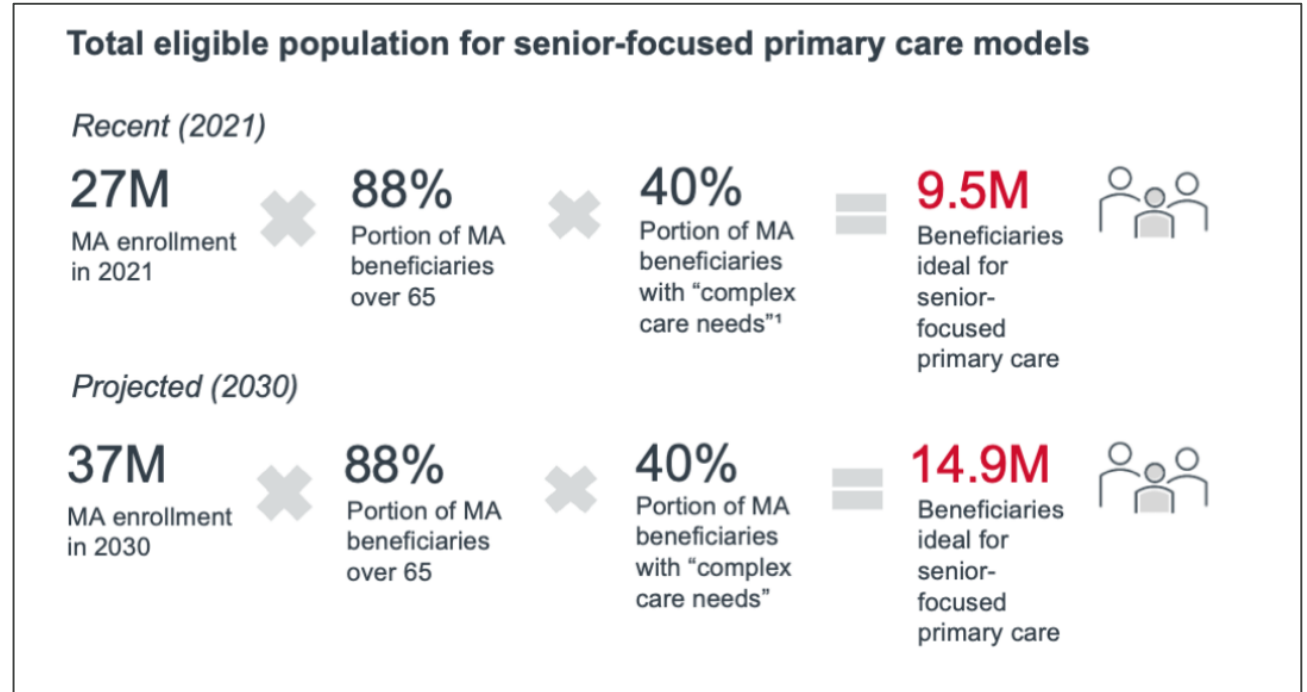 Total eligible population for senior-focused primary care models
Recent (2021)
27M
MA enrollment
in 2021
88%
Portion of MA
beneficiaries
over 65
40%
Portion of MA
beneficiaries
with “complex
care needs”¹
9.5M
Beneficiaries
ideal for
senior-
focused
primary care
Projected (2030)
37M
MA enrollment
in 2030
88%
Portion of MA
beneficiaries
over 65
40%
Portion of MA
beneficiaries
with “complex
care needs”
14.9M
Beneficiaries
ideal for
senior-
focused
primary care